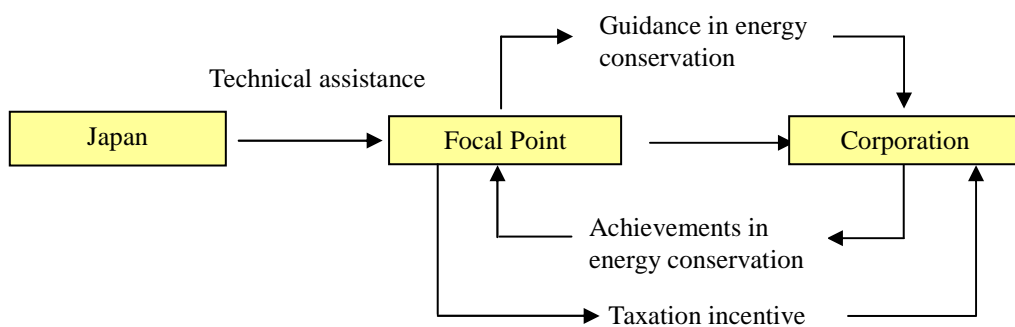 Guidance in energy
conservation
Technical assistance
Japan
Focal Point
Corporation
Achievements in
energy conservation
Taxation incentive